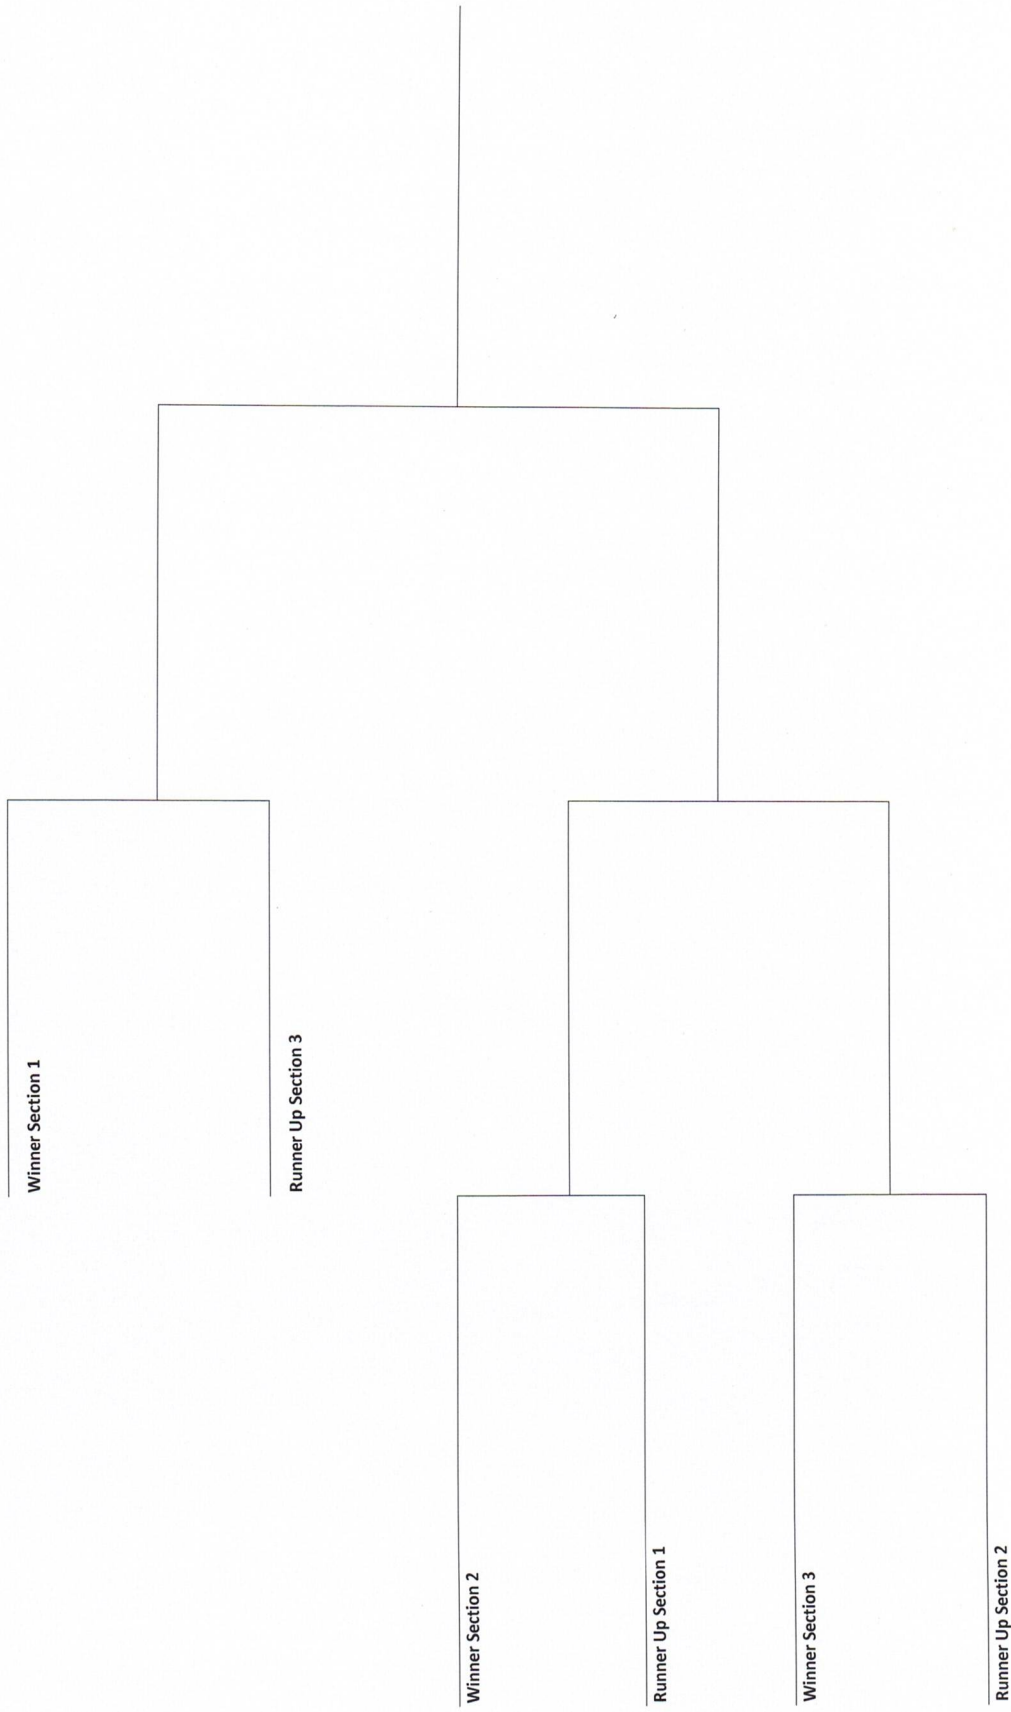 Winner Section 1
Runner Up Section 3
Winner Section 2
Runner Up Section 1
Winner Section 3
Runner Up Section 2